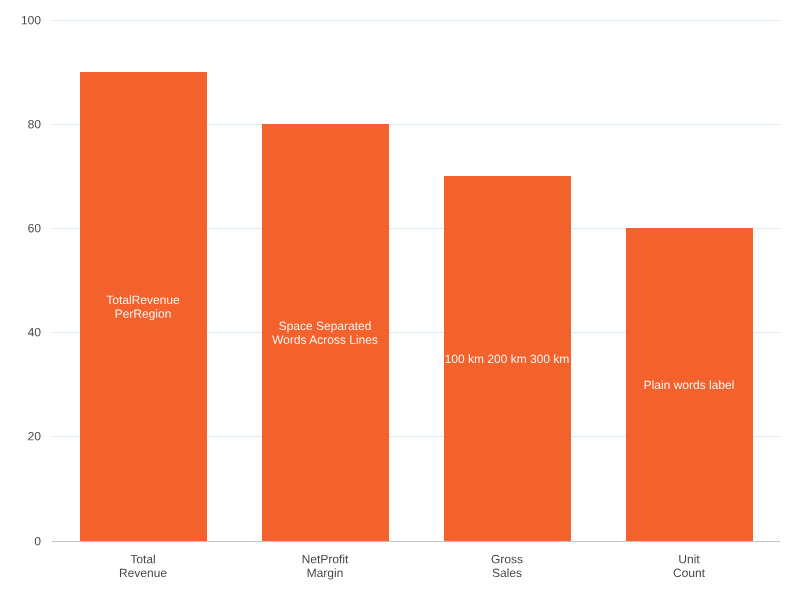 100
80
60
40
20
0
TotalRevenue
PerRegion
Space Separated
Words Across Lines
100 km 200 km 300 km
Plain words label
Total
Revenue
NetProfit
Margin
Gross
Sales
Unit
Count